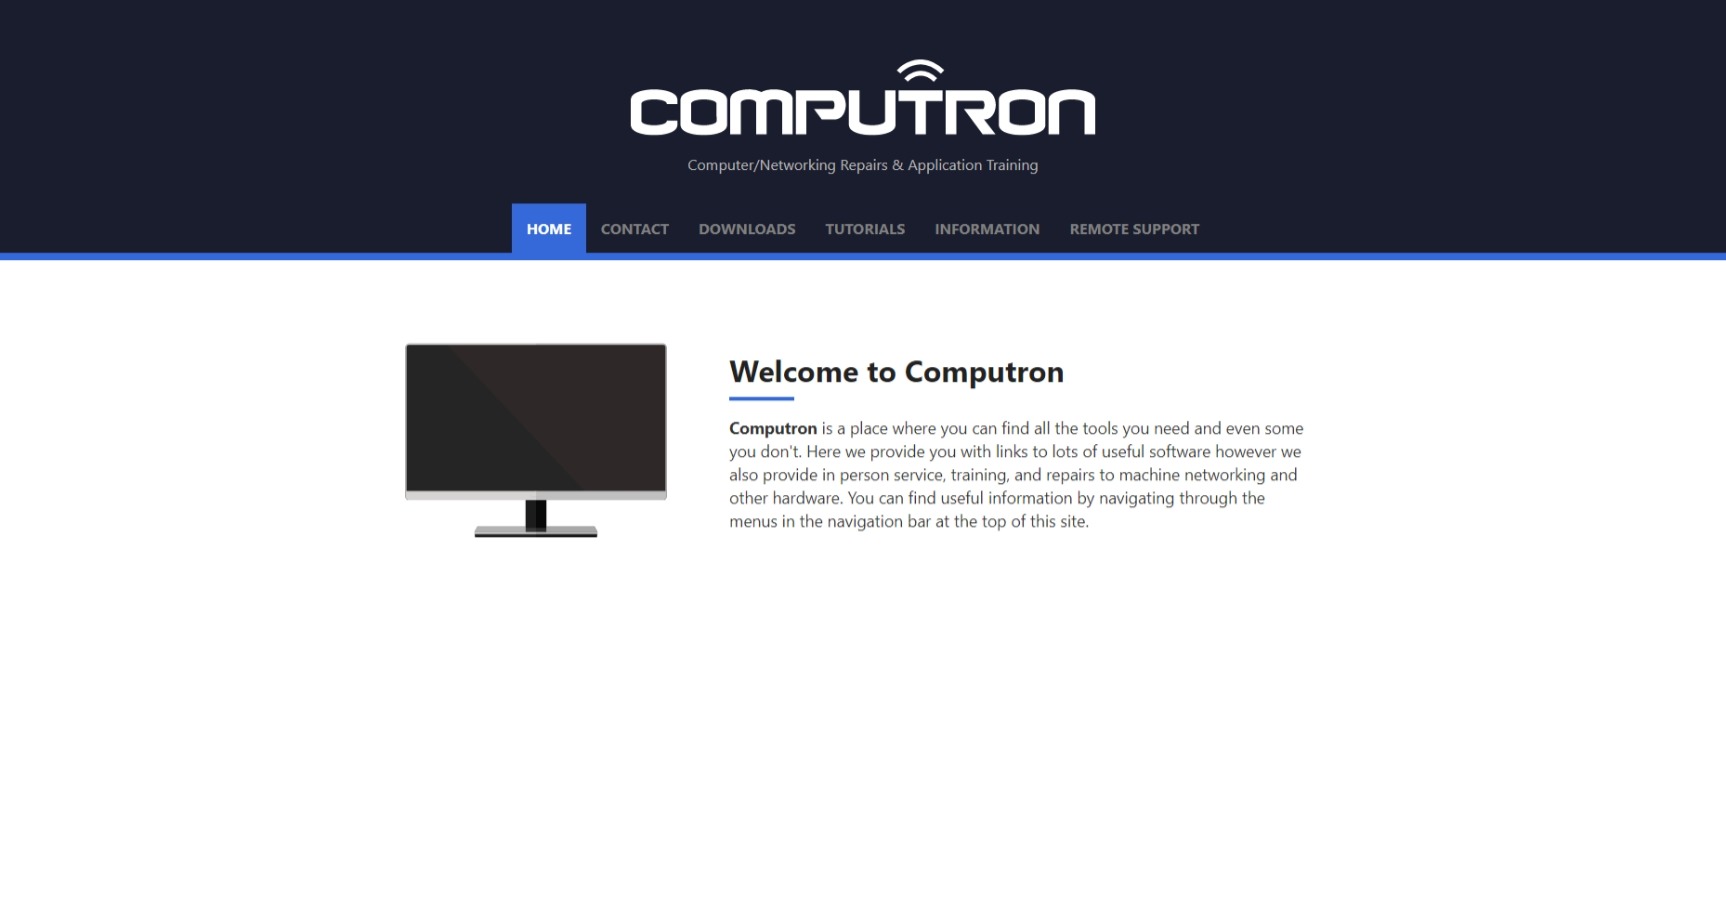 COMPUTRON
Computer/Networking Repairs & Application Training
HOME CONTACT DOWNLOADS TUTORIALS INFORMATION REMOTE SUPPORT
Welcome to Computron
Computron is a place where you can find all the tools you need and even some
you don't. Here we provide you with links to lots of useful software however we
also provide in person service, training, and repairs to machine networking and
other hardware. You can find useful information by navigating through the
menus in the navigation bar at the top of this site.